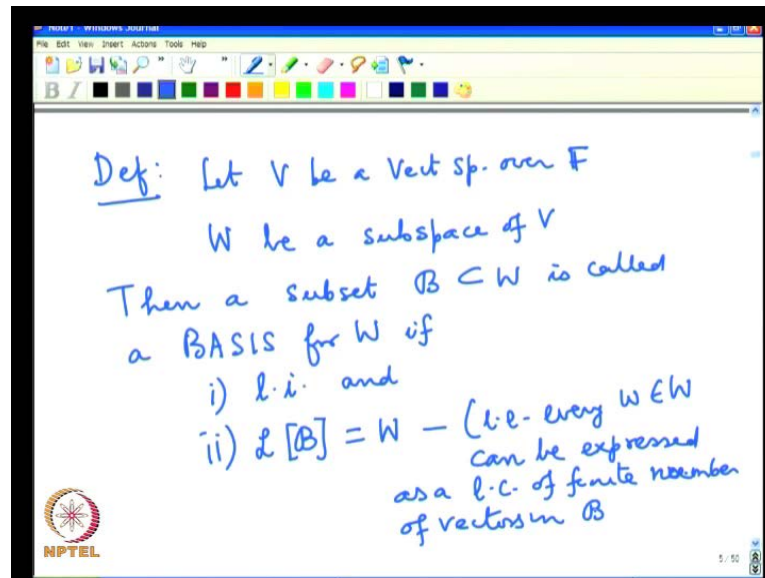 Note1 - Windows Journal
File Edit View Insert Actions Tools Help
B I
Def: Let V be a Vect sp. over F
W be a subspace of V
Then a subset B ⊂ W is called
a BASIS for W if
i) l.i. and
ii) L [B] = W - (i.e. every w ∈ W
can be expressed
as a l.c. of finite number
of vectors in B
NPTEL
5 / 50